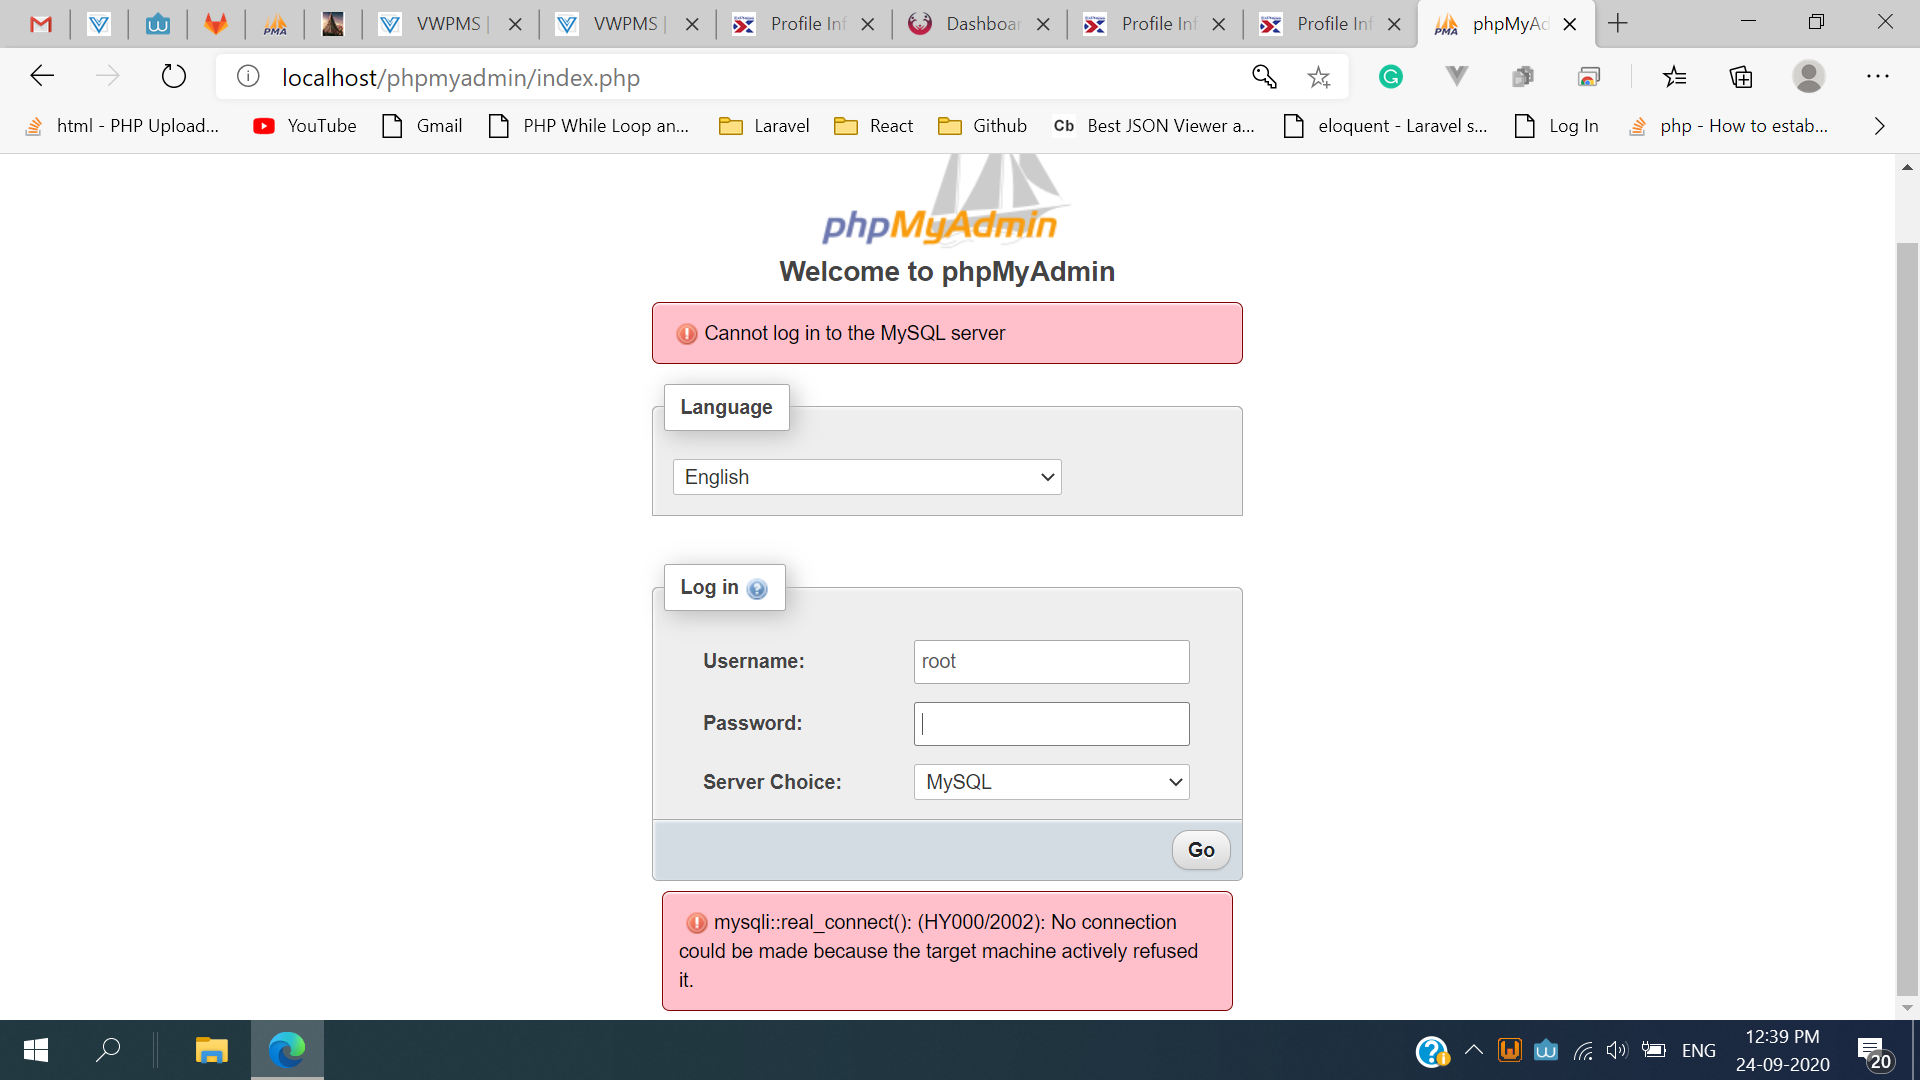 VWPMS |
VWPMS |
Profile Inf
Dashboar
Profile Inf
Profile Inf
PMA
phpMyAd
PMA
localhost/phpmyadmin/index.php
html - PHP Upload...
YouTube
Gmail
PHP While Loop an...
Laravel
React
Github
Cb Best JSON Viewer a...
eloquent - Laravel s...
Log In
php - How to estab...
phpMyAdmin
Welcome to phpMyAdmin
Cannot log in to the MySQL server
Language
English
Log in
Username:
root
Password:
Server Choice:
MySQL
Go
mysqli::real_connect(): (HY000/2002): No connection
could be made because the target machine actively refused
it.
ENG
12:39 PM
24-09-2020
20